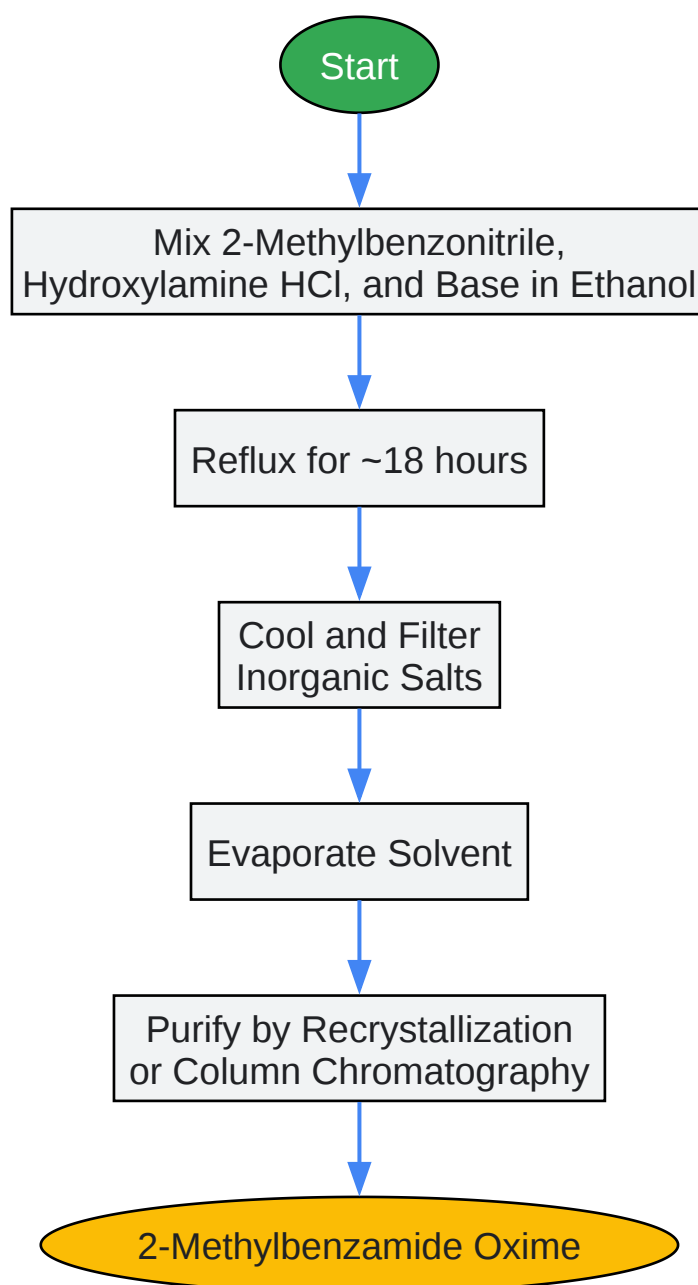 Start
Mix 2-Methylbenzonitrile,
Hydroxylamine HCl, and Base in Ethanol
Reflux for ~18 hours
Cool and Filter
Inorganic Salts
Evaporate Solvent
Purify by Recrystallization
or Column Chromatography
2-Methylbenzamide Oxime